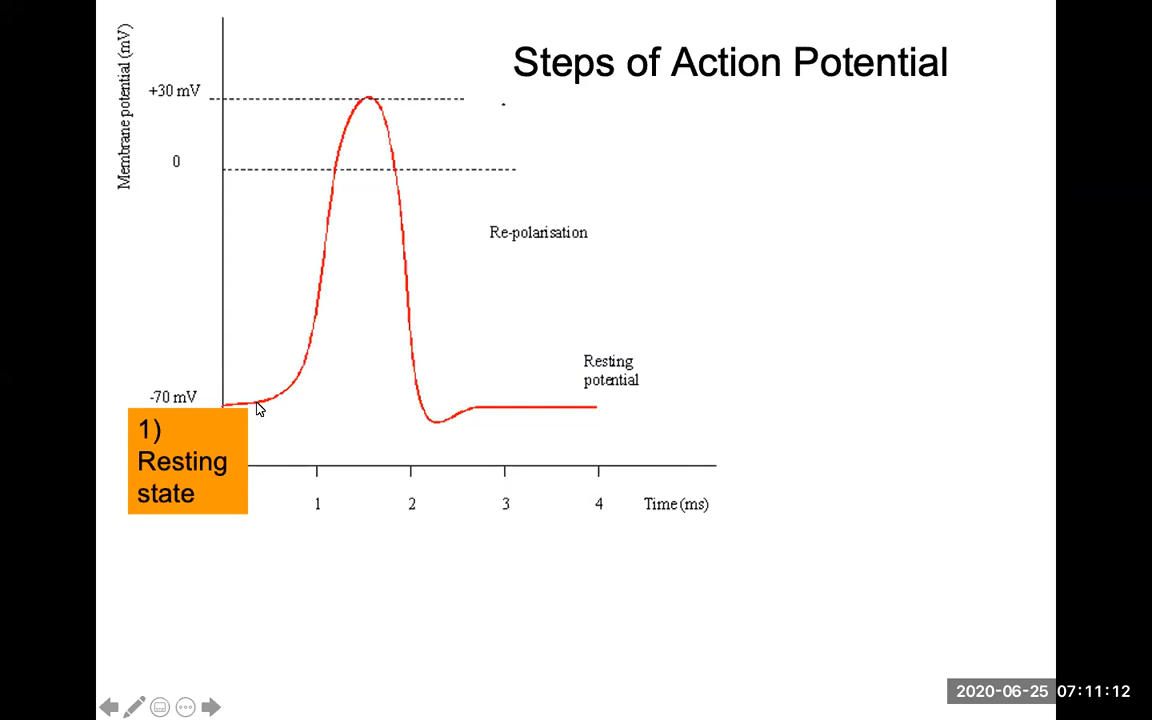 Steps of Action Potential
Membrane potential (mV)
+30 mV
0
Re-polarisation
Resting
potential
-70 mV
1)
Resting
state
1
2
3
4
Time (ms)
2020-06-25 07:11:12